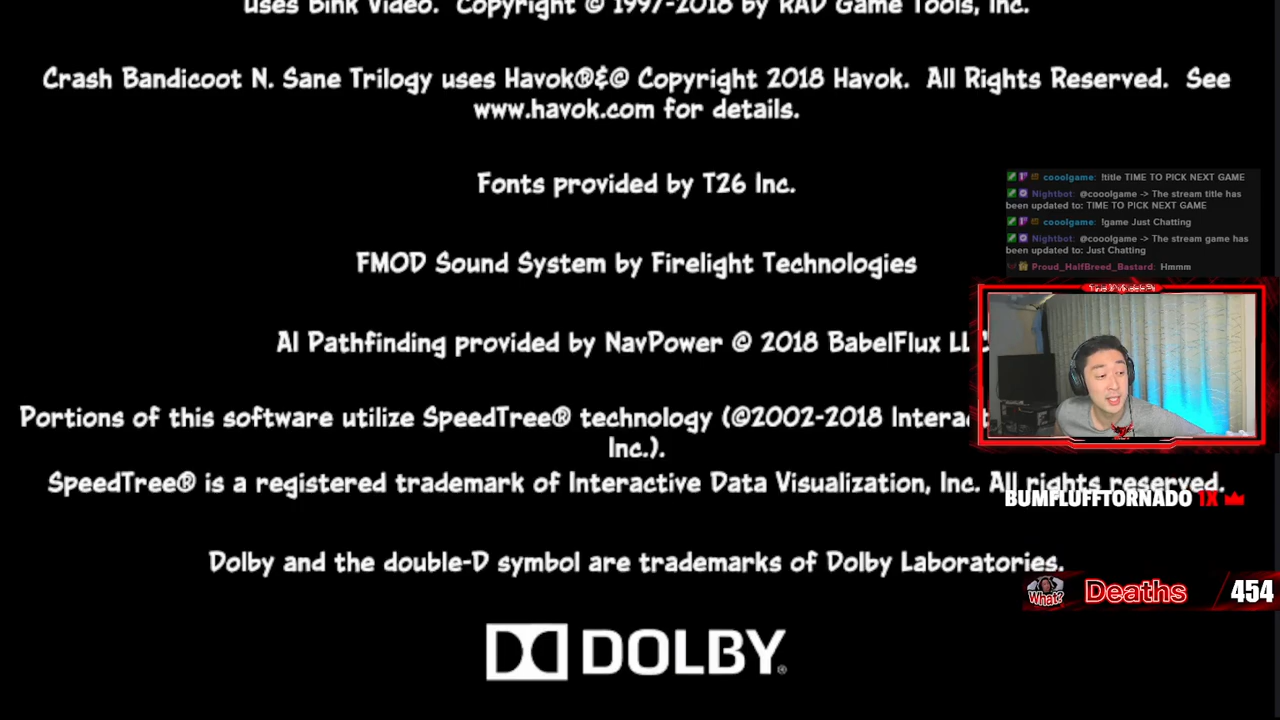 uses Bink Video. Copyright © 1997-2018 by RAD Game Tools, Inc.
Crash Bandicoot N. Sane Trilogy uses Havok®&© Copyright 2018 Havok. All Rights Reserved. See
www.havok.com for details.
Fonts provided by T26 Inc.
FMOD Sound System by Firelight Technologies
AI Pathfinding provided by NavPower © 2018 BabelFlux
Portions of this software utilize SpeedTree® technology (©2002-2018
Inc.).
SpeedTree® is a registered trademark of Interactive Data Visualization, Inc. All rights reserved.
Dolby and the double-D symbol are trademarks of Dolby Laboratories.
DOLBY®
cooolgame: !title TIME TO PICK NEXT GAME
Nightbot: @cooolgame -> The stream title has
been updated to: TIME TO PICK NEXT GAME
cooolgame: !game Just Chatting
Nightbot: @cooolgame -> The stream game has
been updated to: Just Chatting
Proud_HalfBreed_Bastard: Hmmm
BUMFLUFFTORNADO 1X
What?
Deaths 454